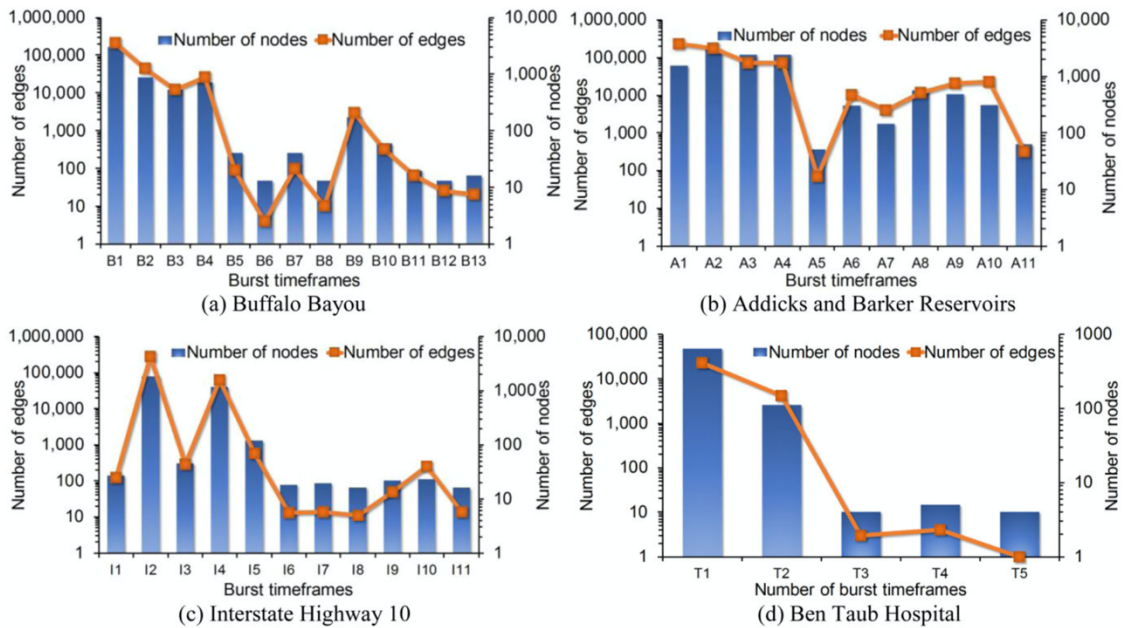 1,000,000
100,000
10,000
1,000
100
10
1
Number of edges
Number of nodes
Number of edges
10,000
1,000
100
10
1
Number of nodes
B1 B2 B3 B4 B5 B6 B7 B8 B9 B10 B11 B12 B13
Burst timeframes
(a) Buffalo Bayou
1,000,000
100,000
10,000
1,000
100
10
1
Number of edges
Number of nodes
Number of edges
10,000
1,000
100
10
1
Number of nodes
A1 A2 A3 A4 A5 A6 A7 A8 A9 A10 A11
Burst timeframes
(b) Addicks and Barker Reservoirs
1,000,000
100,000
10,000
1,000
100
10
1
Number of edges
Number of nodes
Number of edges
10,000
1,000
100
10
1
Number of nodes
I1 I2 I3 I4 I5 I6 I7 I8 I9 I10 I11
Burst timeframes
(c) Interstate Highway 10
100,000
10,000
1,000
100
10
1
Number of edges
Number of nodes
Number of edges
1000
100
10
1
Number of nodes
T1 T2 T3 T4 T5
Number of burst timeframes
(d) Ben Taub Hospital